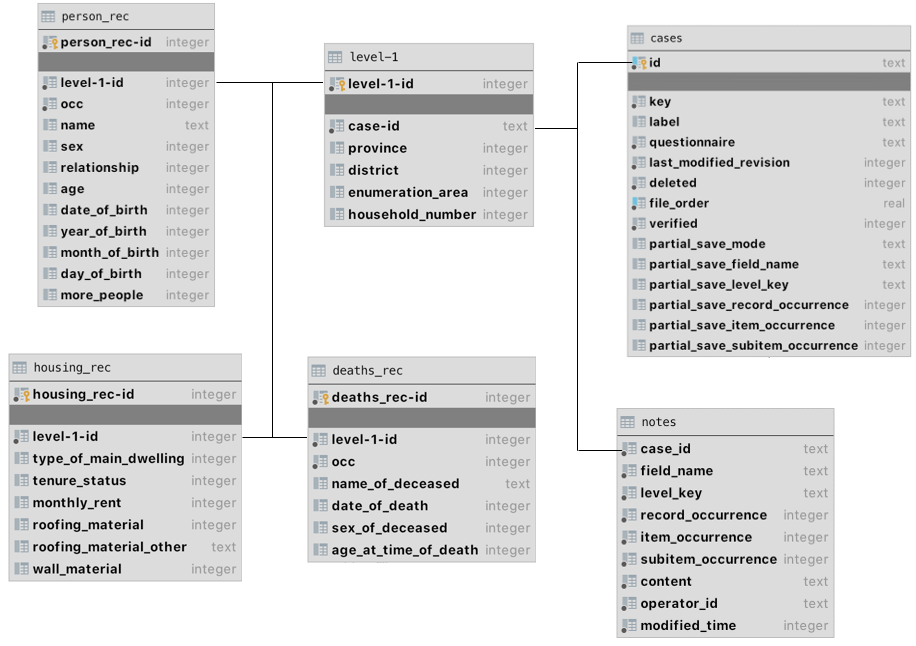 person_rec
person_rec-id integer
level-1-id integer
occ integer
name text
sex integer
relationship integer
age integer
date_of_birth integer
year_of_birth integer
month_of_birth integer
day_of_birth integer
more_people integer
level-1
level-1-id integer
case-id text
province integer
district integer
enumeration_area integer
household_number integer
cases
id text
key text
label text
questionnaire text
last_modified_revision integer
deleted integer
file_order real
verified integer
partial_save_mode text
partial_save_field_name text
partial_save_level_key text
partial_save_record_occurrence integer
partial_save_item_occurrence integer
partial_save_subitem_occurrence integer
housing_rec
housing_rec-id integer
level-1-id integer
type_of_main_dwelling integer
tenure_status integer
monthly_rent integer
roofing_material integer
roofing_material_other text
wall_material integer
deaths_rec
deaths_rec-id integer
level-1-id integer
occ integer
name_of_deceased text
date_of_death integer
sex_of_deceased integer
age_at_time_of_death integer
notes
case_id text
field_name text
level_key text
record_occurrence integer
item_occurrence integer
subitem_occurrence integer
content text
operator_id text
modified_time integer